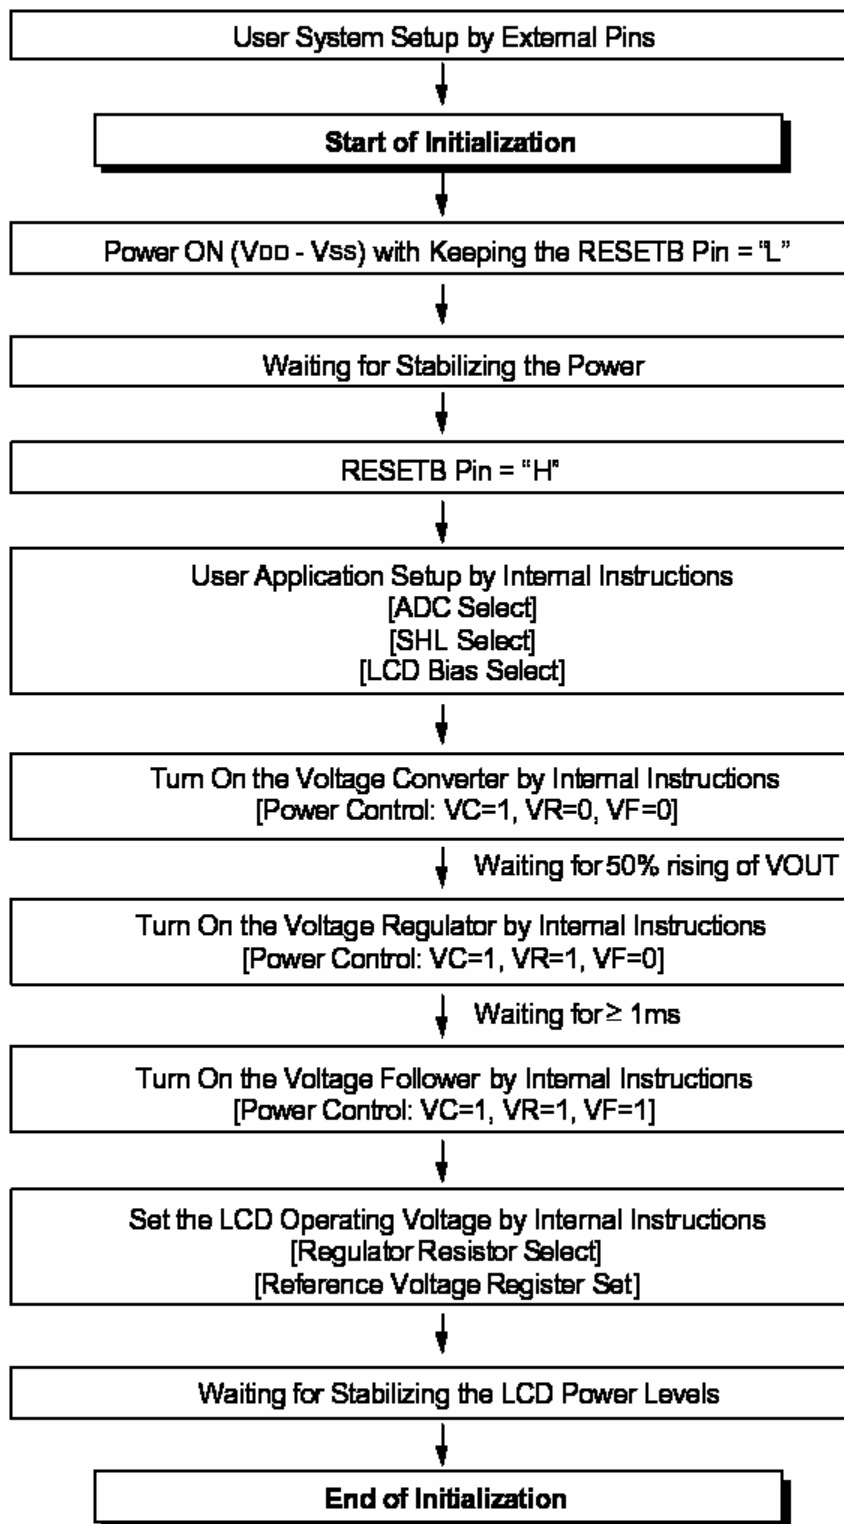 User System Setup by External Pins
Start of Initialization
Power ON (VDD - VSS) with Keeping the RESETB Pin = "L"
Waiting for Stabilizing the Power
RESETB Pin = "H"
User Application Setup by Internal Instructions
[ADC Select]
[SHL Select]
[LCD Bias Select]
Turn On the Voltage Converter by Internal Instructions
[Power Control: VC=1, VR=0, VF=0]
Waiting for 50% rising of VOUT
Turn On the Voltage Regulator by Internal Instructions
[Power Control: VC=1, VR=1, VF=0]
Waiting for ≥ 1ms
Turn On the Voltage Follower by Internal Instructions
[Power Control: VC=1, VR=1, VF=1]
Set the LCD Operating Voltage by Internal Instructions
[Regulator Resistor Select]
[Reference Voltage Register Set]
Waiting for Stabilizing the LCD Power Levels
End of Initialization